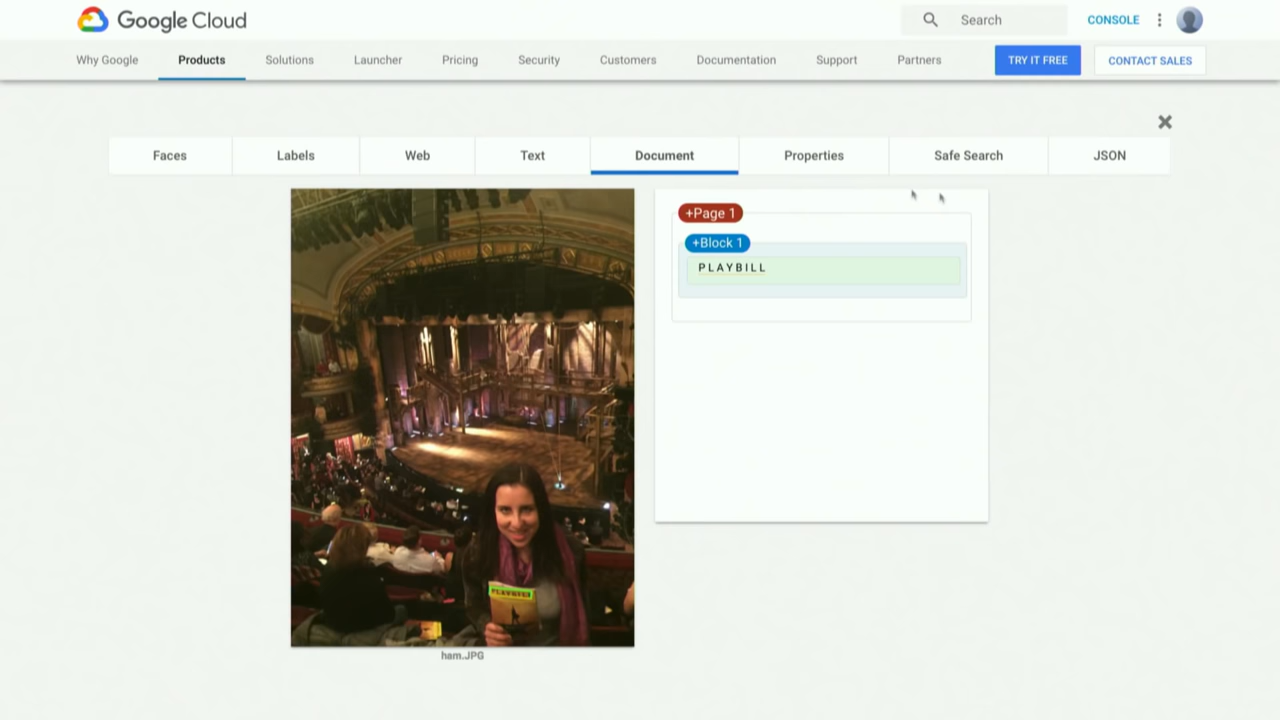 Google Cloud
Search
CONSOLE
Why Google
Products
Solutions
Launcher
Pricing
Security
Customers
Documentation
Support
Partners
TRY IT FREE
CONTACT SALES
Faces
Labels
Web
Text
Document
Properties
Safe Search
JSON
+Page 1
+Block 1
PLAYBILL
PLAYBILL
ham.JPG